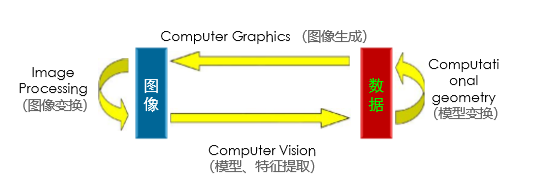 Computer Graphics （图像生成）
Image
Processing
（图像变换）
图
像
数
据
Computati
onal
geometry
（模型变换）
Computer Vision
（模型、特征提取）